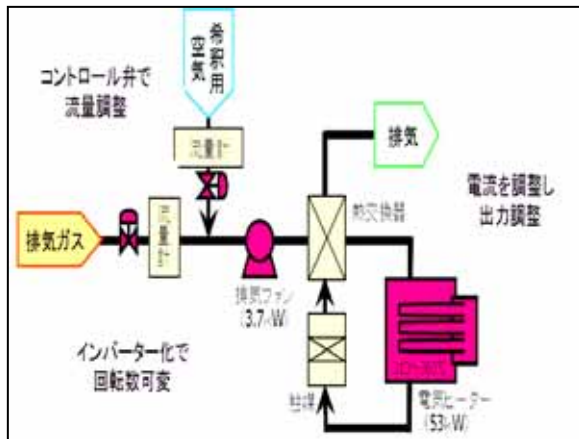 希釈用
空気
コントロール弁で
流量調整
流量計
排気
電流を調整し
出力調整
熱交換器
排気ガス
流量計
排気ファン
(3.7kW)
インバーター化で
回転数可変
触媒
電気ヒーター
(53kW)